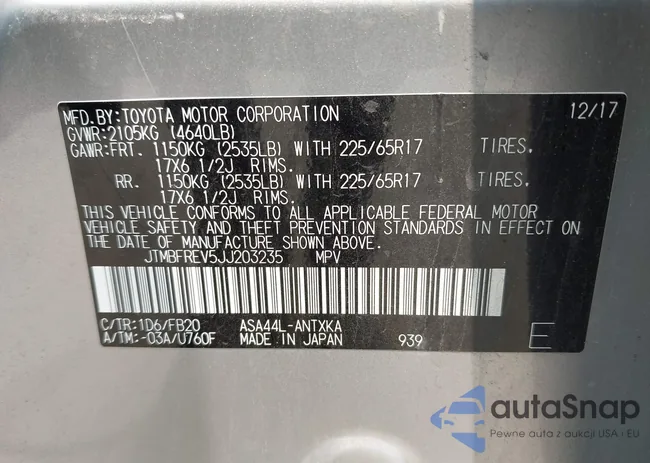 MFD.BY:TOYOTA MOTOR CORPORATION 12/17
GVWR:2105KG (4640LB)
GAWR:FRT. 1150KG (2535LB) WITH 225/65R17 TIRES.
17X6 1/2J RIMS.
RR. 1150KG (2535LB) WITH 225/65R17 TIRES.
17X6 1/2J RIMS.
THIS VEHICLE CONFORMS TO ALL APPLICABLE FEDERAL MOTOR
VEHICLE SAFETY AND THEFT PREVENTION STANDARDS IN EFFECT ON
THE DATE OF MANUFACTURE SHOWN ABOVE.
JTMBFREV5JJ203235 MPV
C/TR:1D6/FB20 ASA44L-ANTXKA
A/TM:-03A/U760F MADE IN JAPAN 939 E
autaSnap
Pewne auta z aukcji USA i EU